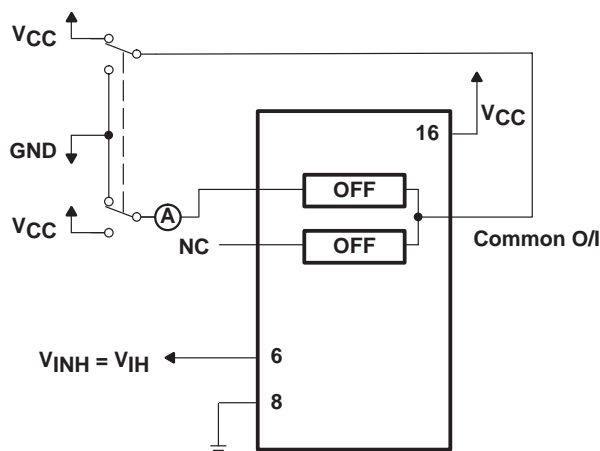 VCC
VCC
16
GND
OFF
A
VCC
NC
OFF
Common O/I
VINH = VIH
6
8